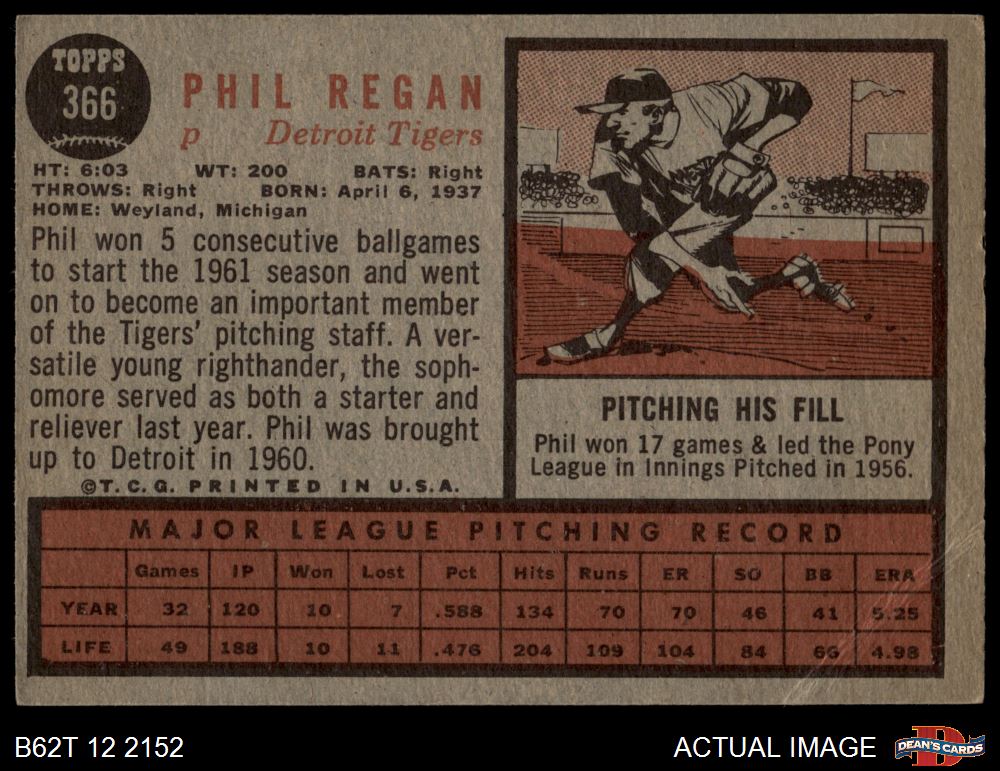 TOPPS
366
PHIL REGAN
p Detroit Tigers
HT: 6:03 WT: 200 BATS: Right
THROWS: Right BORN: April 6, 1937
HOME: Weyland, Michigan
Phil won 5 consecutive ballgames
to start the 1961 season and went
on to become an important member
of the Tigers' pitching staff. A ver-
satile young righthander, the soph-
omore served as both a starter and
reliever last year. Phil was brought
up to Detroit in 1960.
©T.C.G. PRINTED IN U.S.A.
PITCHING HIS FILL
Phil won 17 games & led the Pony
League in Innings Pitched in 1956.
MAJOR LEAGUE PITCHING RECORD
Games IP Won Lost Pct Hits Runs ER SO BB ERA
YEAR 32 120 10 7 .588 134 70 70 46 41 5.25
LIFE 49 188 10 11 .476 204 109 104 84 66 4.98
B62T 12 2152
ACTUAL IMAGE
DEAN'S CARDS